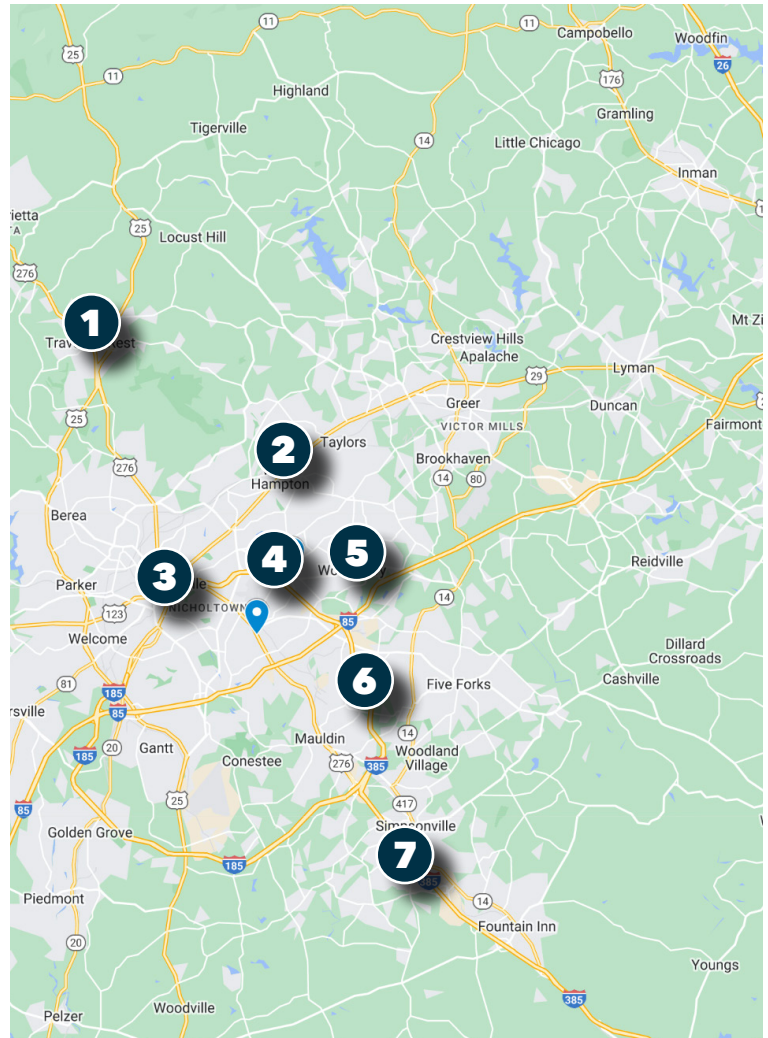 11
Campobello
Woodfin
25
26
11
176
Highland
Gramling
Tigerville
14
Little Chicago
Inman
25
Locust Hill
276
1
Mt Zi
Crestview Hills
Apalache
Lyman
29
Greer
Duncan
25
VICTOR MILLS
Fairmont
2
Taylors
276
Brookhaven
Hampton
14
80
Berea
5
4
Reidville
3
Parker
NICHOLTOWN
14
123
85
Welcome
Dillard
Crossroads
6
81
185
Five Forks
Cashville
rsville
85
14
20
Gantt
Mauldin
Woodland
Village
185
Conestee
276
385
25
417
85
Simpsonville
Golden Grove
7
185
385
Piedmont
14
Fountain Inn
20
Youngs
385
Woodville
Pelzer